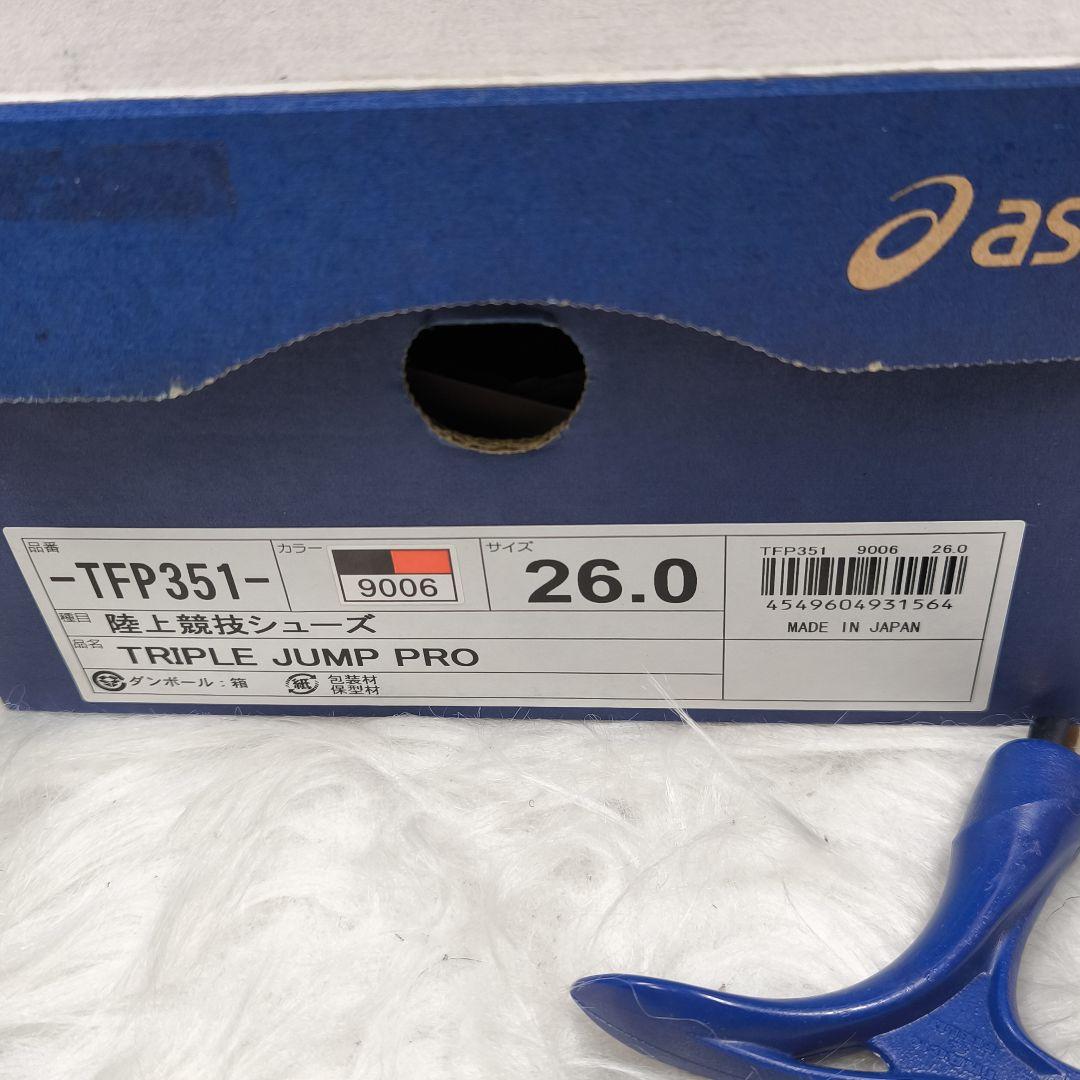 as
品番
-TFP351-
カラー
9006
サイズ
26.0
種目 陸上競技シューズ
品名 TRIPLE JUMP PRO
ダンボール:箱
紙
包装材
保型材
TFP351 9006 26.0
4549604931564
MADE IN JAPAN